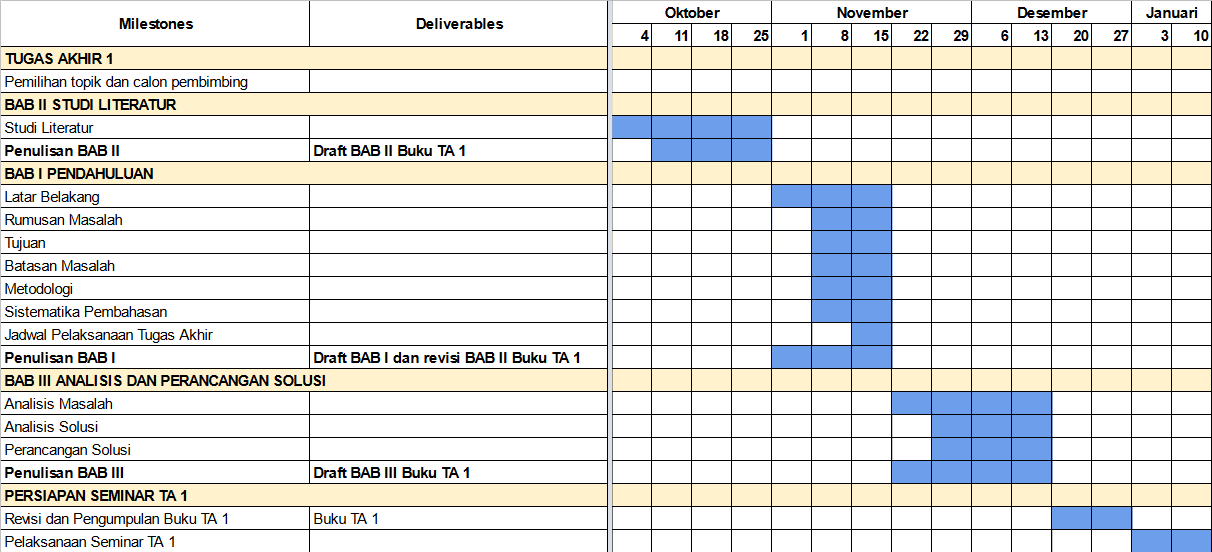 Milestones Deliverables Oktober November Desember Januari
4 11 18 25 1 8 15 22 29 6 13 20 27 3 10
TUGAS AKHIR 1
Pemilihan topik dan calon pembimbing
BAB II STUDI LITERATUR
Studi Literatur
Penulisan BAB II Draft BAB II Buku TA 1
BAB I PENDAHULUAN
Latar Belakang
Rumusan Masalah
Tujuan
Batasan Masalah
Metodologi
Sistematika Pembahasan
Jadwal Pelaksanaan Tugas Akhir
Penulisan BAB I Draft BAB I dan revisi BAB II Buku TA 1
BAB III ANALISIS DAN PERANCANGAN SOLUSI
Analisis Masalah
Analisis Solusi
Perancangan Solusi
Penulisan BAB III Draft BAB III Buku TA 1
PERSIAPAN SEMINAR TA 1
Revisi dan Pengumpulan Buku TA 1 Buku TA 1
Pelaksanaan Seminar TA 1